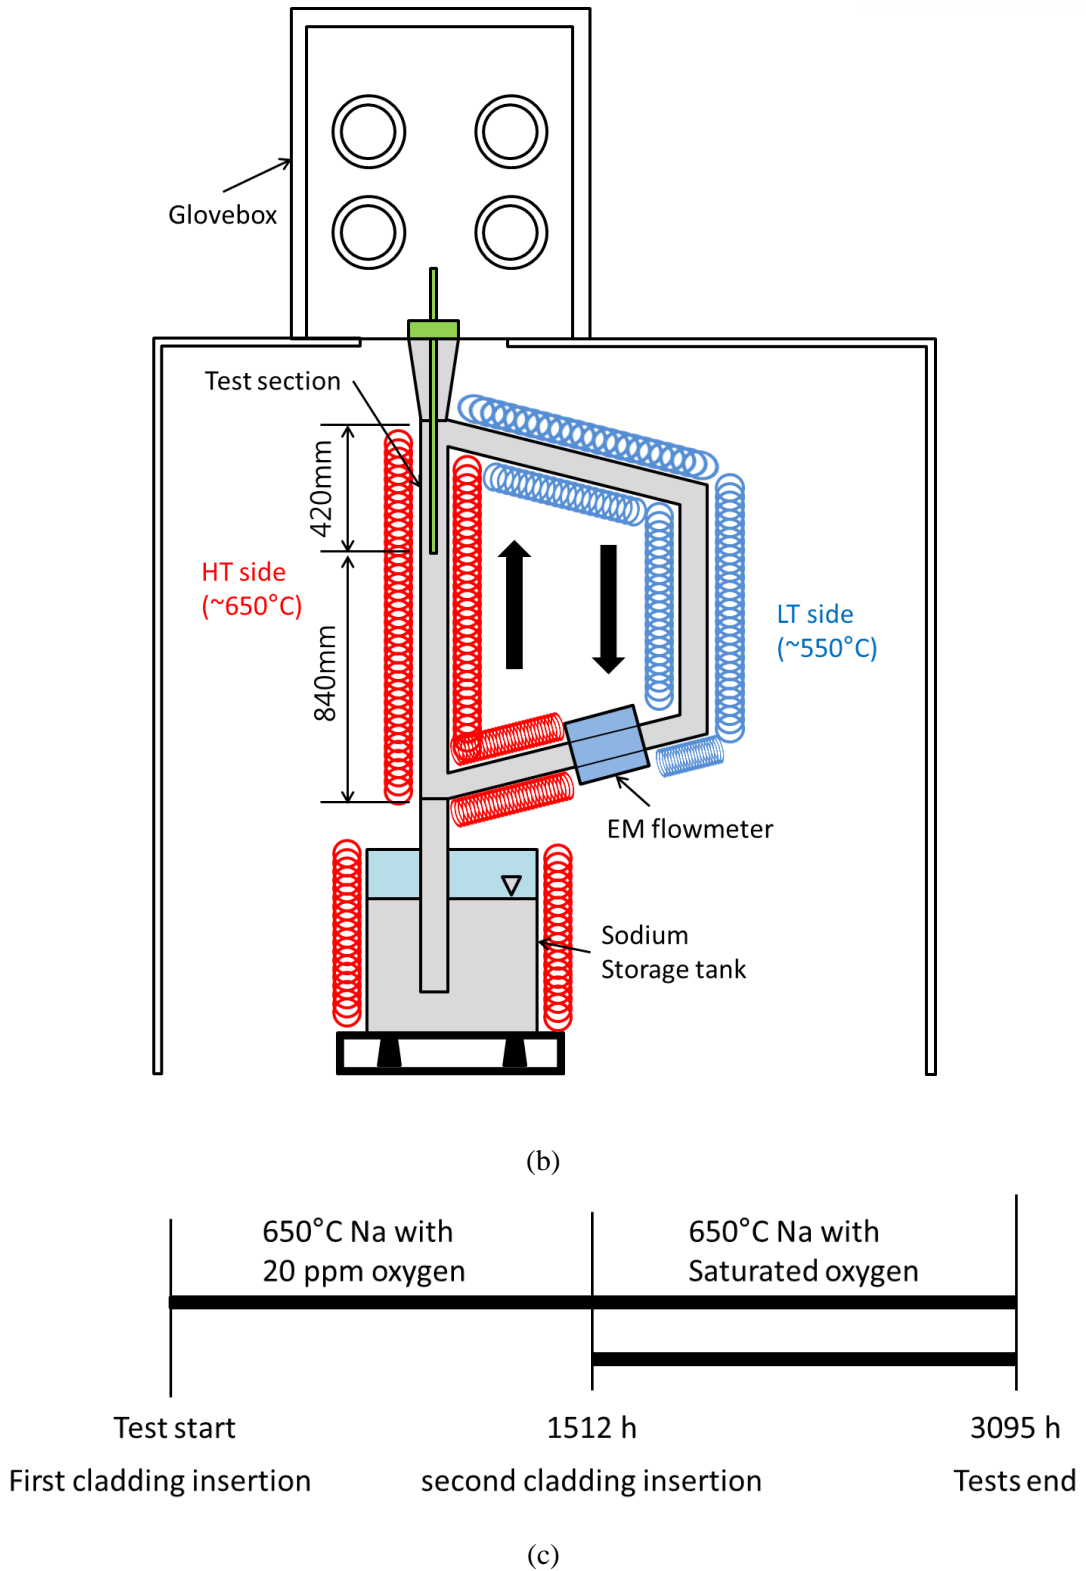 Glovebox
Test section
420mm
HT side
(~650°C)
840mm
LT side
(~550°C)
EM flowmeter
Sodium
Storage tank
(b)
650°C Na with
20 ppm oxygen
650°C Na with
Saturated oxygen
Test start
1512 h
3095 h
First cladding insertion
second cladding insertion
Tests end
(c)